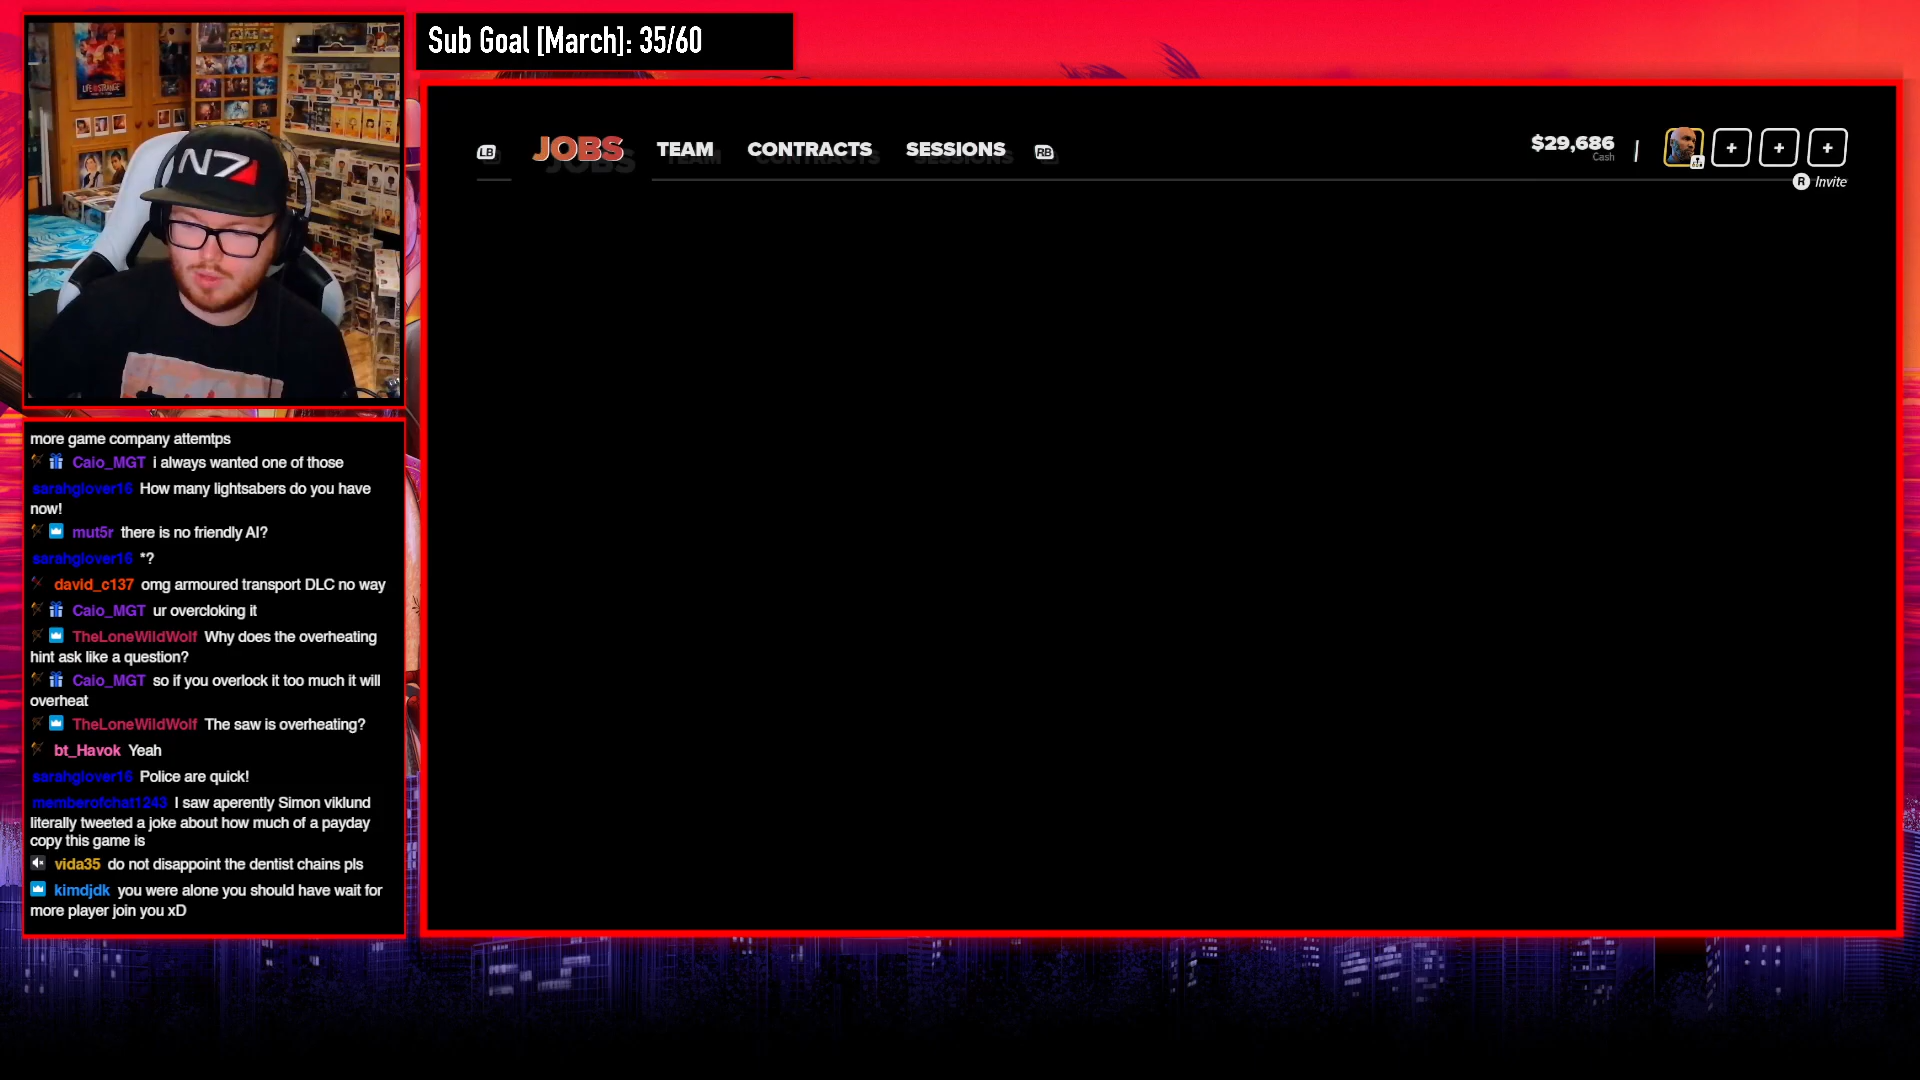 Sub Goal [March]: 35/60
LIFE STRANGE
N7
LB JOBS TEAM CONTRACTS SESSIONS RB
$29,686
Cash
R Invite
more game company attemtps
Caio_MGT i always wanted one of those
sarahglover16 How many lightsabers do you have
now!
mut5r there is no friendly AI?
sarahglover16 *?
david_c137 omg armoured transport DLC no way
Caio_MGT ur overcloking it
TheLoneWildWolf Why does the overheating
hint ask like a question?
Caio_MGT so if you overlock it too much it will
overheat
TheLoneWildWolf The saw is overheating?
bt_Havok Yeah
sarahglover16 Police are quick!
memberofchat1243 I saw aperently Simon viklund
literally tweeted a joke about how much of a payday
copy this game is
vida35 do not disappoint the dentist chains pls
kimdjdk you were alone you should have wait for
more player join you xD